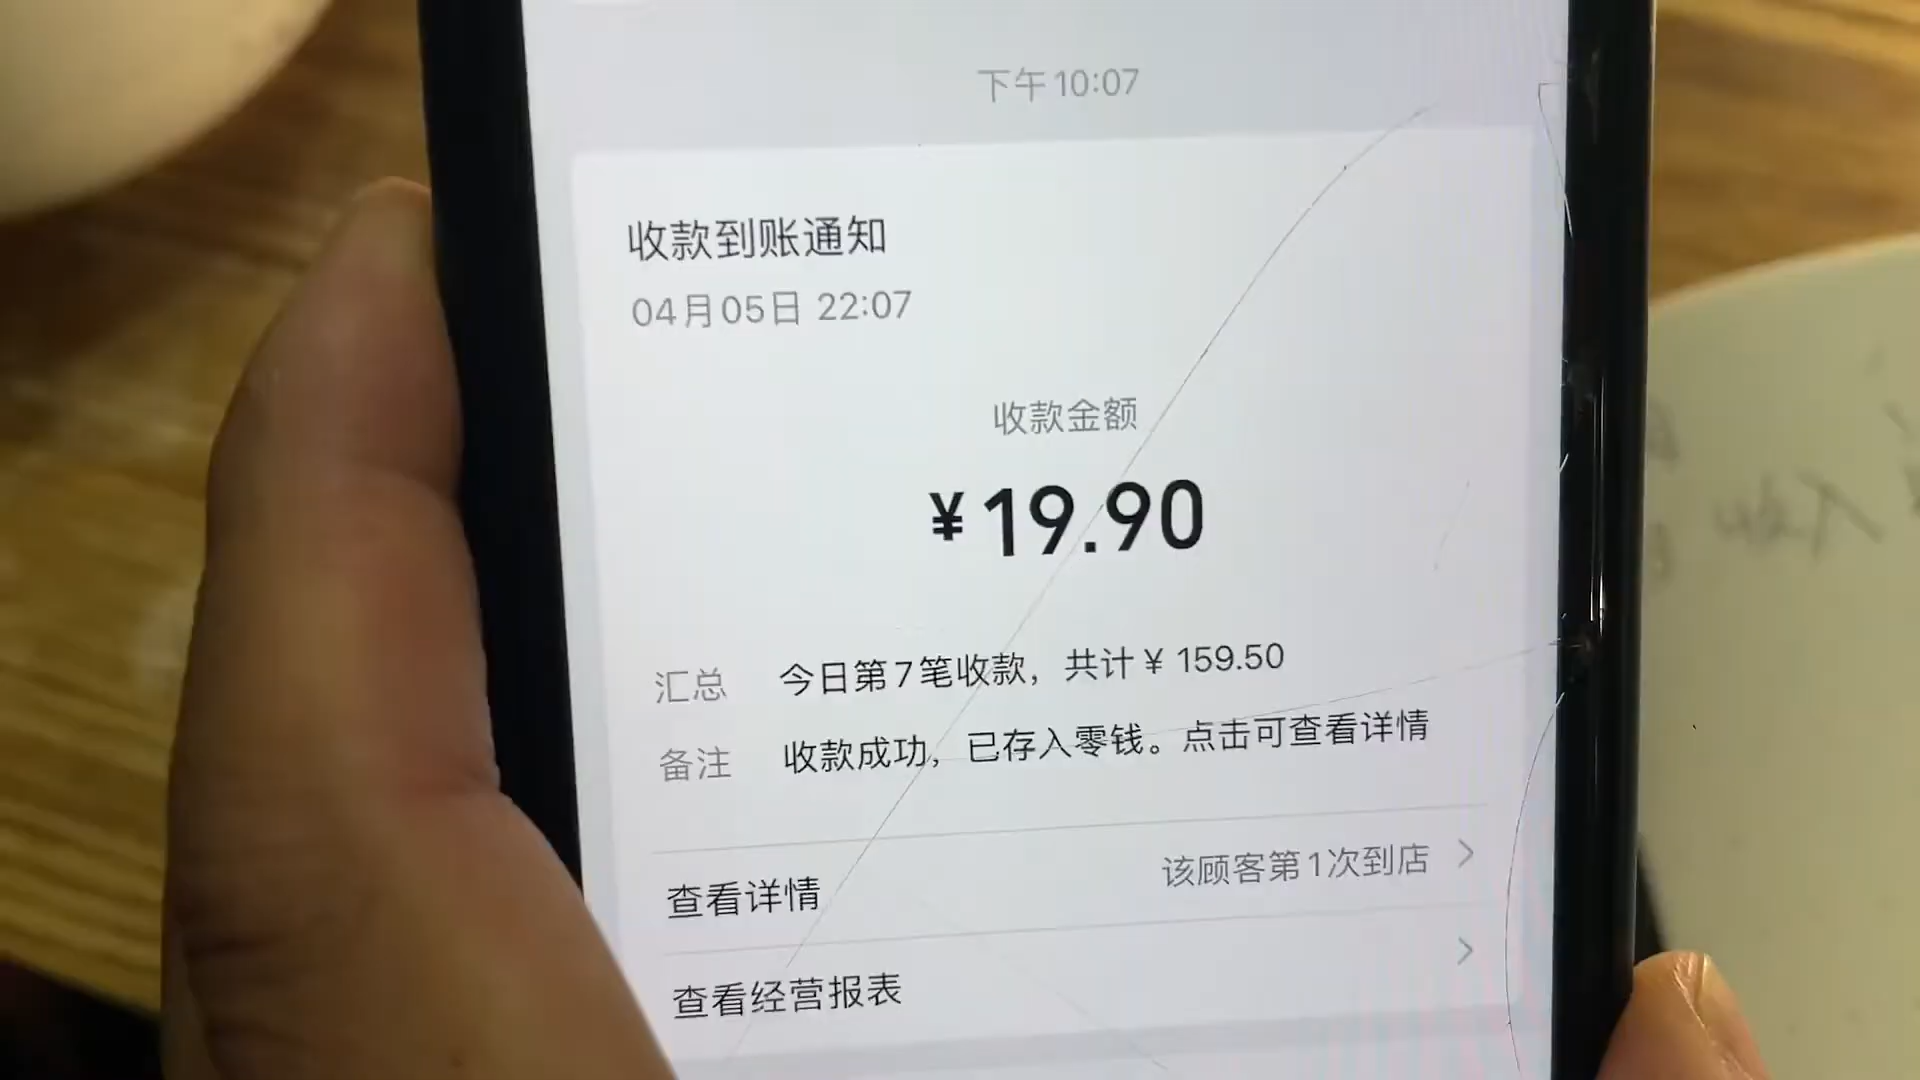 下午10:07
收款到账通知
04月05日 22:07
收款金额
¥19.90
汇总 今日第7笔收款，共计¥ 159.50
备注 收款成功，已存入零钱。点击可查看详情
查看详情 该顾客第1次到店
查看经营报表